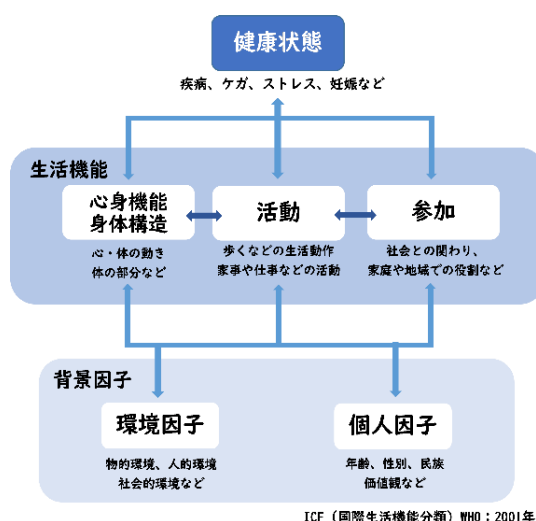 健康状態
疾病、ケガ、ストレス、妊娠など
生活機能
心身機能
身体構造
心・体の動き
体の部分など
活動
歩くなどの生活動作
家事や仕事などの活動
参加
社会との関わり、
家庭や地域での役割など
背景因子
環境因子
物的環境、人的環境
社会的環境など
個人因子
年齢、性別、民族
価値観など
ICF（国際生活機能分類）WHO：2001年